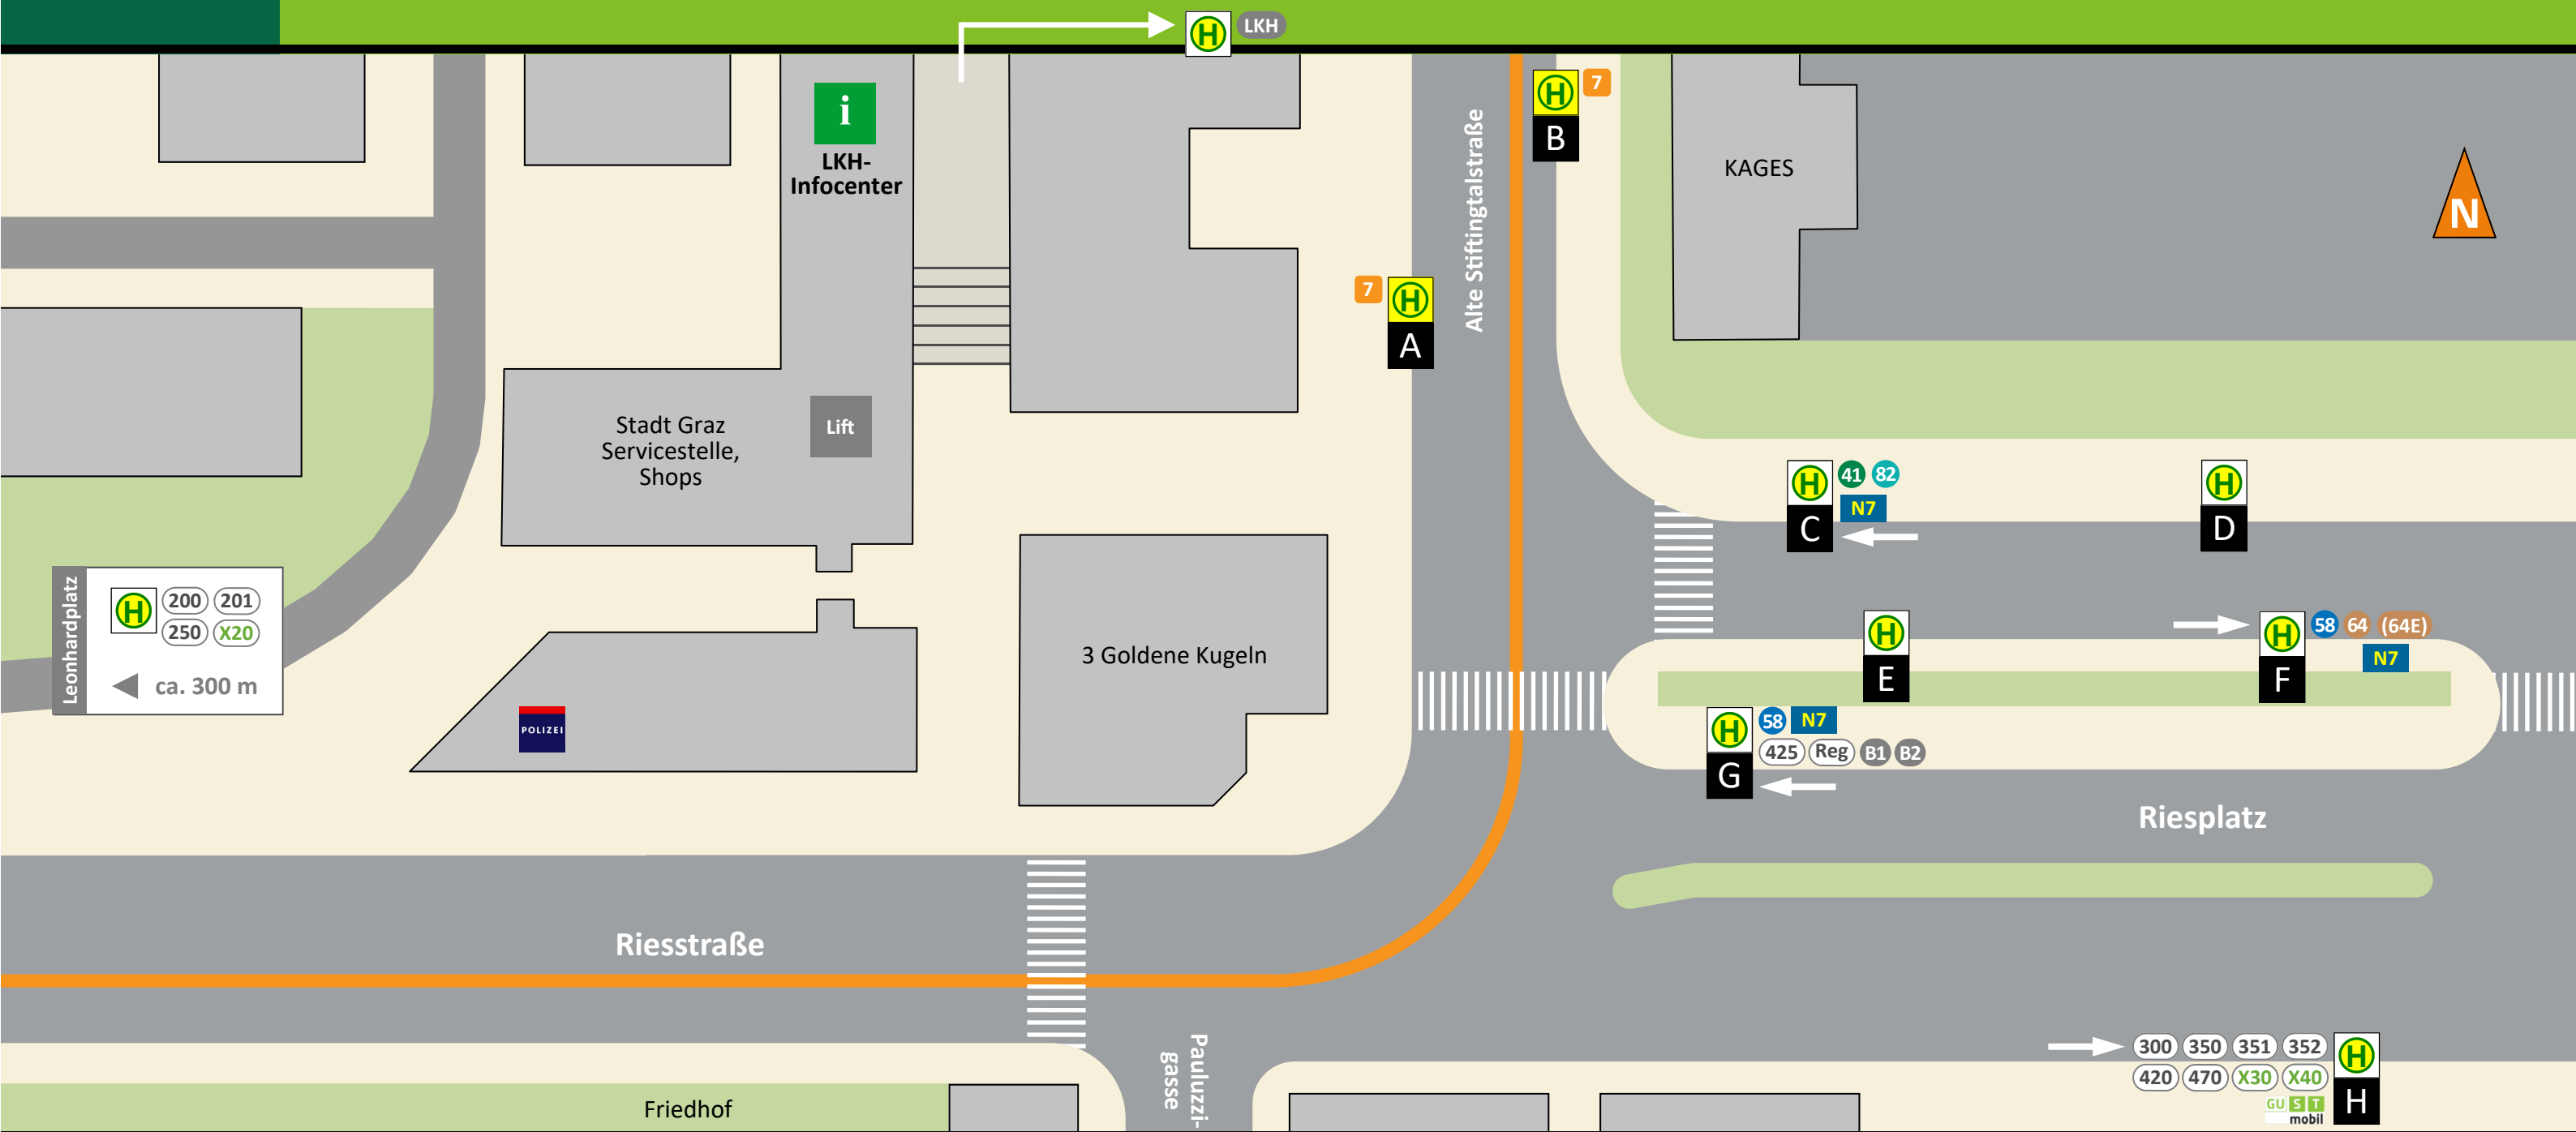 H LKH
i
LKH-
Infocenter
H 7
B
KAGES
N
Alte Stiftingtalstraße
7 H
A
Stadt Graz
Servicestelle,
Shops
Lift
H 41 82
N7
C
H
D
Leonhardplatz
H 200 201
250 X20
ca. 300 m
3 Goldene Kugeln
H
E
H 58 64 (64E)
N7
F
POLIZEI
H 58 N7
425 Reg B1 B2
G
Riesplatz
Riesstraße
Pauluzzi-
gasse
300 350 351 352 H
420 470 X30 X40
GUST
mobil
H
Friedhof